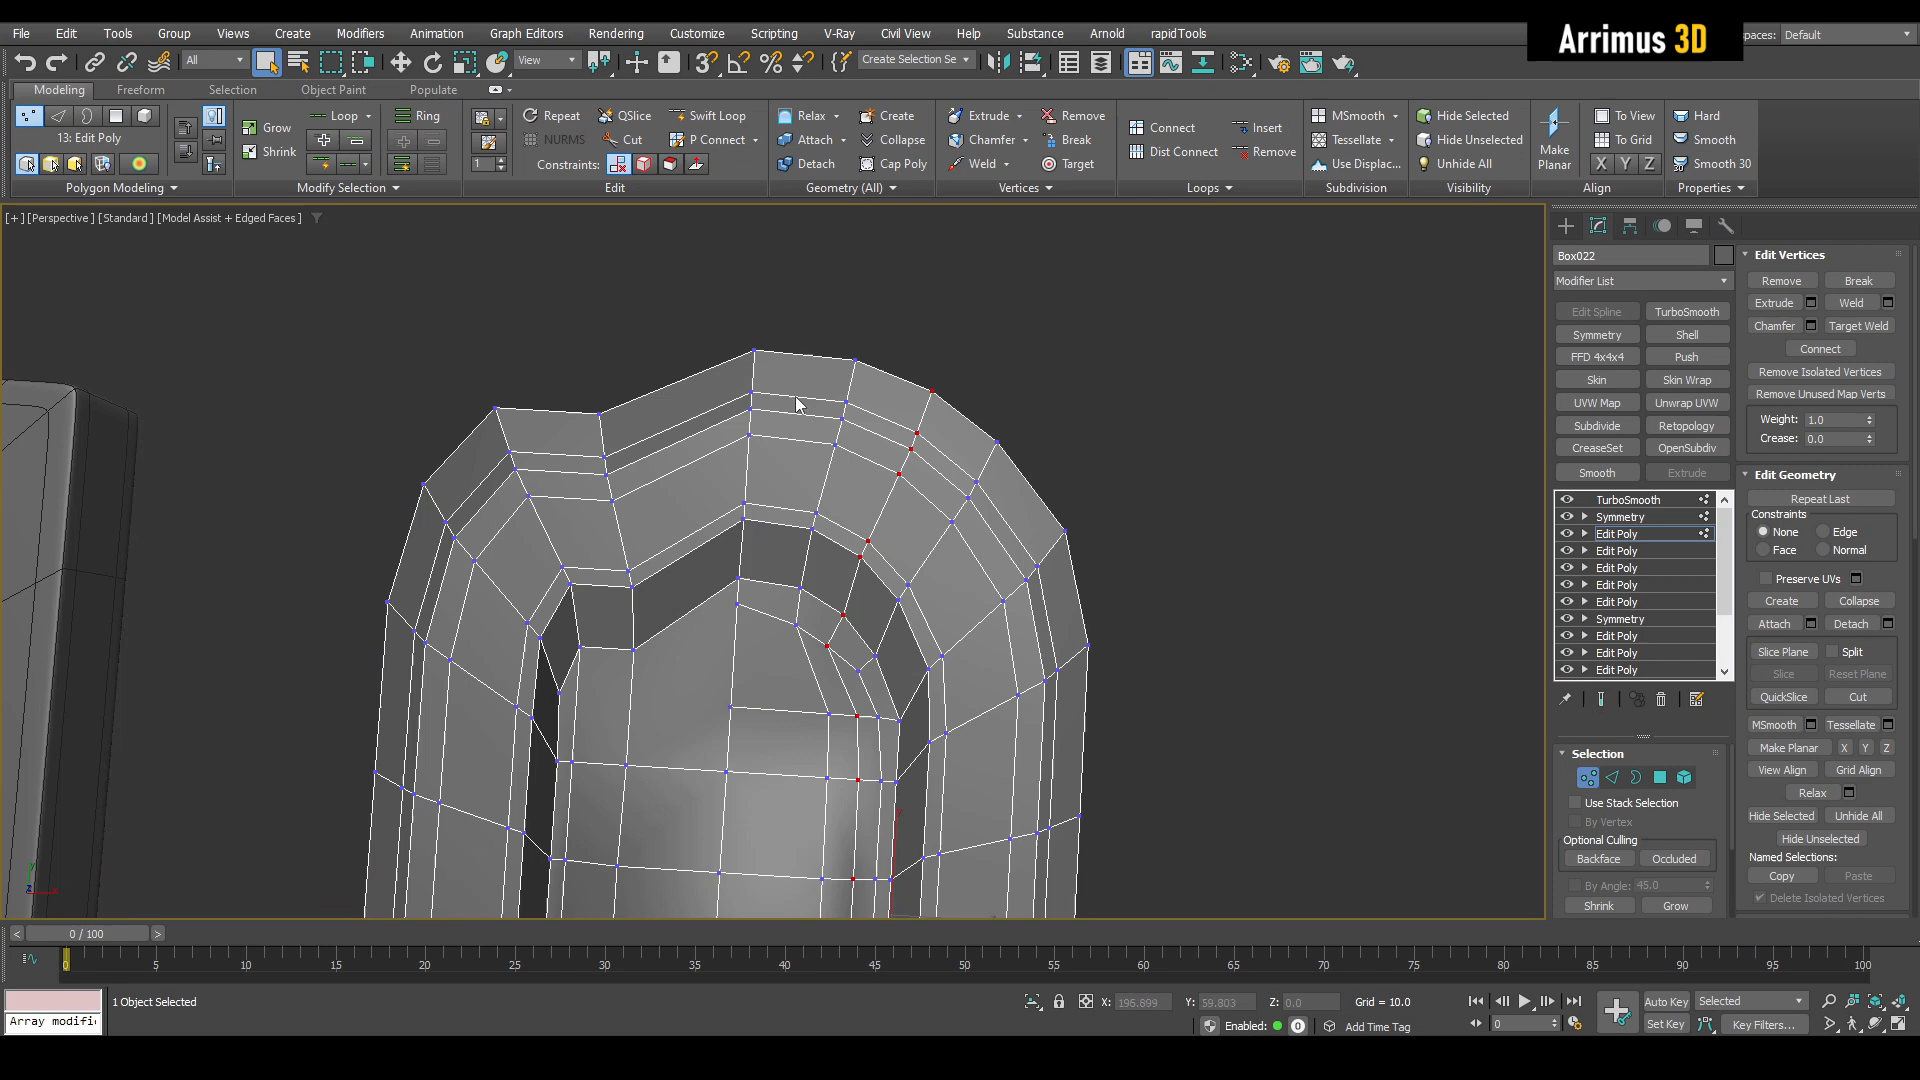 File Edit Tools Group Views Create Modifiers Animation Graph Editors Rendering Customize Scripting V-Ray Civil View Help Substance Arnold rapidTools
Arrimus 3D
paces: Default
All
View
Create Selection Se
Modeling Freeform Selection Object Paint Populate
13: Edit Poly
Grow
Shrink
Loop
Ring
Repeat QSlice Swift Loop
NURMS Cut P Connect
1 Constraints:
Relax Create
Attach Collapse
Detach Cap Poly
Extrude Remove
Chamfer Break
Weld Target
Connect Insert
Dist Connect Remove
MSmooth
Tessellate
Use Displac...
Hide Selected
Hide Unselected
Unhide All
Make
Planar
To View
To Grid
X Y Z
Hard
Smooth
Smooth 30
Polygon Modeling Modify Selection Edit Geometry (All) Vertices Loops Subdivision Visibility Align Properties
[+] [Perspective] [Standard] [Model Assist + Edged Faces]
Box022
Modifier List
Edit Spline TurboSmooth
Symmetry Shell
FFD 4x4x4 Push
Skin Skin Wrap
UVW Map Unwrap UVW
Subdivide Retopology
CreaseSet OpenSubdiv
Smooth Extrude
TurboSmooth
Symmetry
Edit Poly
Edit Poly
Edit Poly
Edit Poly
Edit Poly
Symmetry
Edit Poly
Edit Poly
Edit Poly
Selection
Use Stack Selection
By Vertex
Optional Culling
Backface Occluded
By Angle: 45.0
Shrink Grow
Edit Vertices
Remove Break
Extrude Weld
Chamfer Target Weld
Connect
Remove Isolated Vertices
Remove Unused Map Verts
Weight: 1.0
Crease: 0.0
Edit Geometry
Repeat Last
Constraints
None Edge
Face Normal
Preserve UVs
Create Collapse
Attach Detach
Slice Plane Split
Slice Reset Plane
QuickSlice Cut
MSmooth Tessellate
Make Planar X Y Z
View Align Grid Align
Relax
Hide Selected Unhide All
Hide Unselected
Named Selections:
Copy Paste
Delete Isolated Vertices
y
z x
< 0 / 100 >
0 5 10 15 20 25 30 35 40 45 50 55 60 65 70 75 80 85 90 95 100
1 Object Selected
Array modifi
X: 196.899 Y: 59.803 Z: 0.0 Grid = 10.0
Enabled: 0 Add Time Tag
0
Auto Key Selected
Set Key Key Filters...